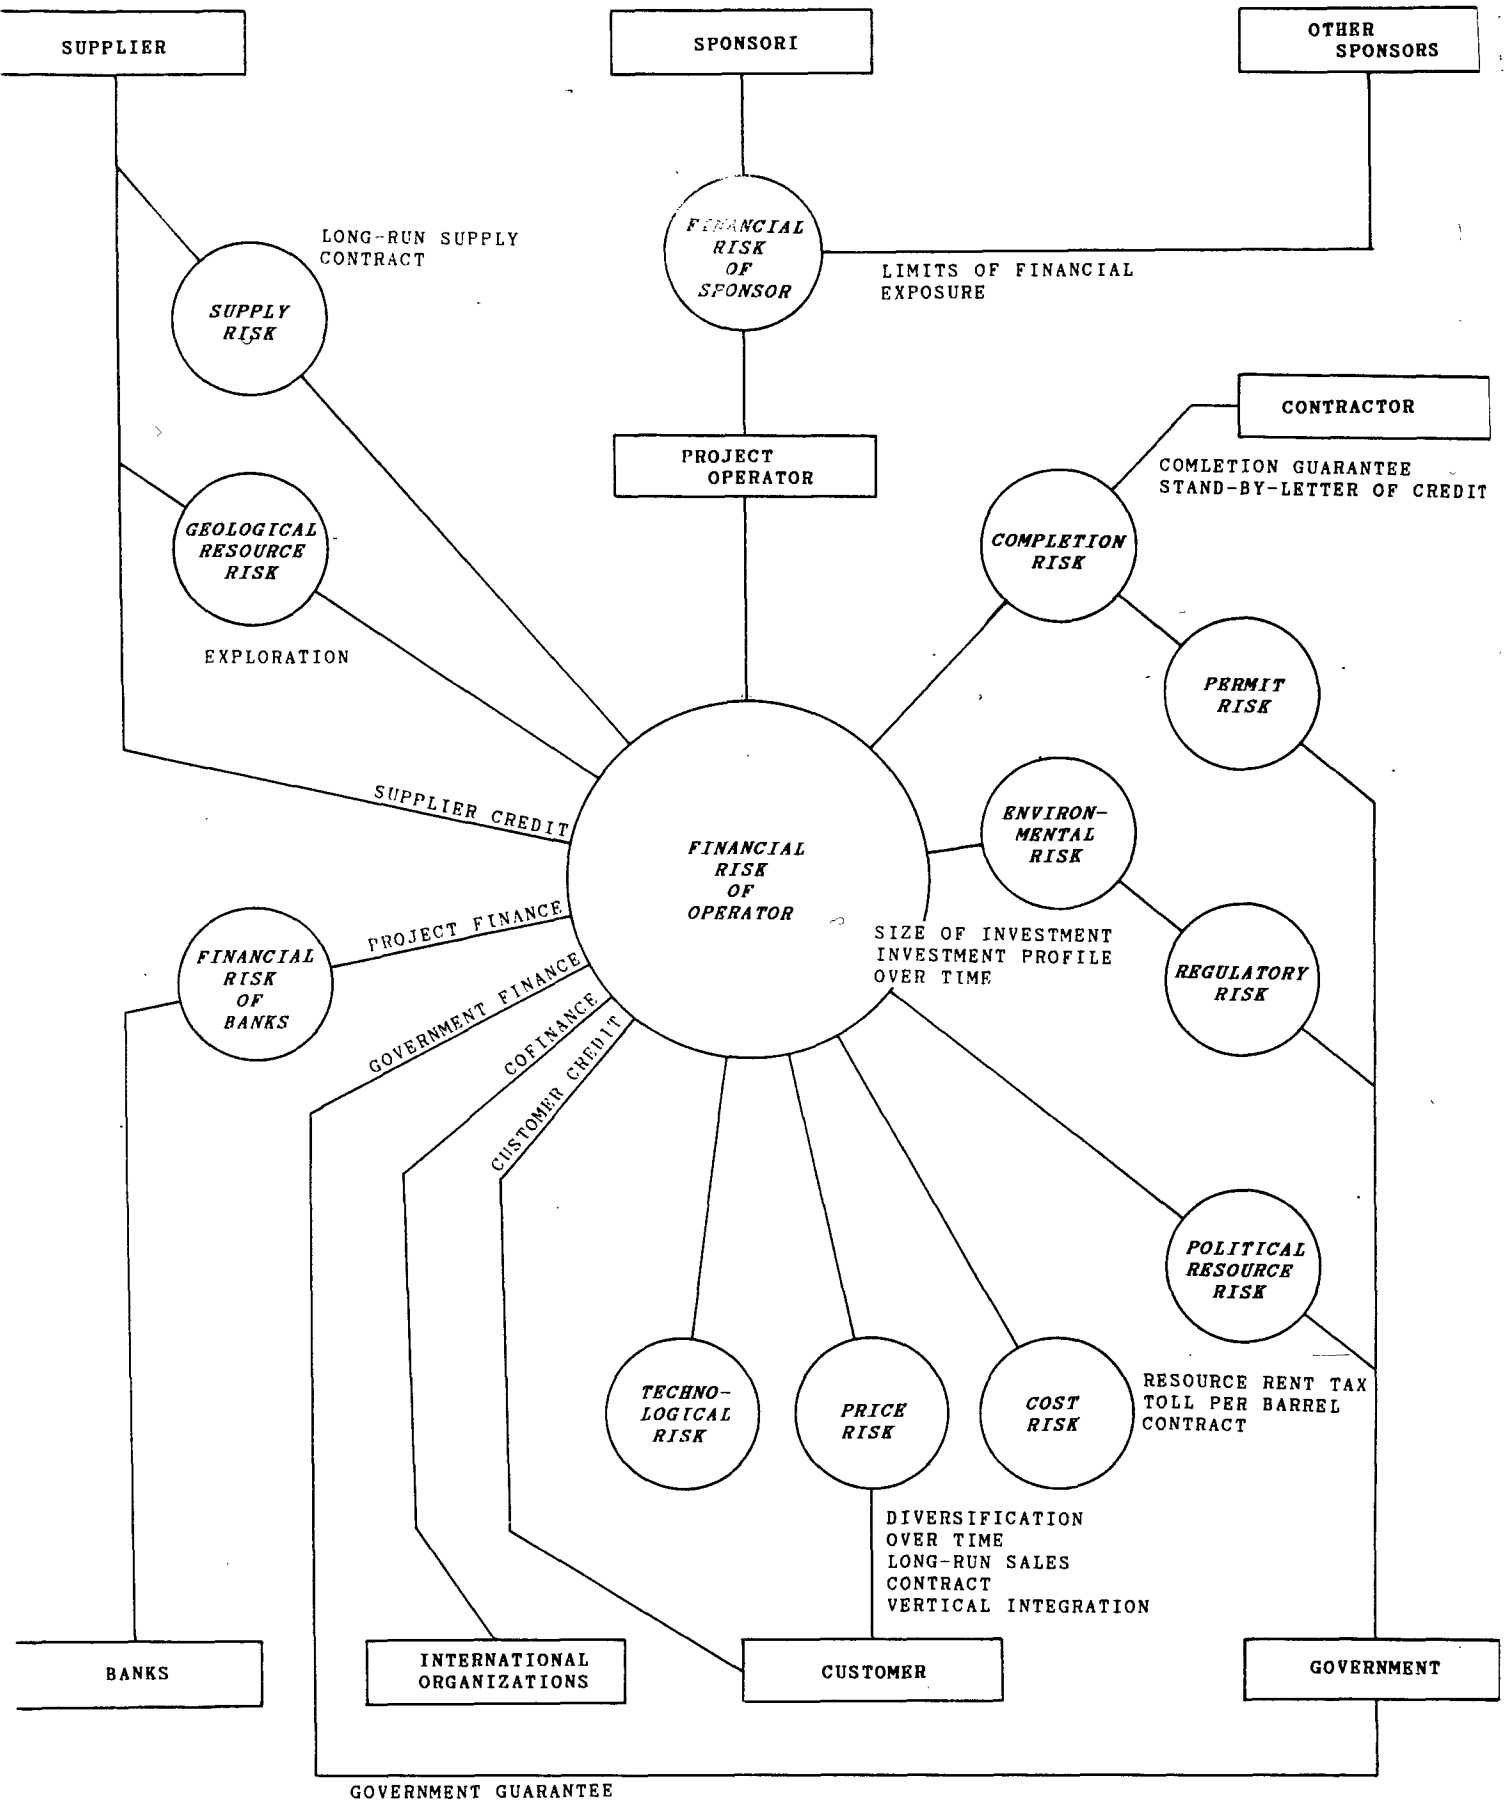 SUPPLIER
SPONSORI
OTHER
SPONSORS
LONG-RUN SUPPLY
CONTRACT
FINANCIAL
RISK
OF
SPONSOR
LIMITS OF FINANCIAL
EXPOSURE
SUPPLY
RISK
CONTRACTOR
PROJECT
OPERATOR
COMLETION GUARANTEE
STAND-BY-LETTER OF CREDIT
GEOLOGICAL
RESOURCE
RISK
COMPLETION
RISK
EXPLORATION
PERMIT
RISK
SUPPLIER CREDIT
ENVIRON-
MENTAL
RISK
FINANCIAL
RISK
OF
OPERATOR
PROJECT FINANCE
SIZE OF INVESTMENT
INVESTMENT PROFILE
OVER TIME
FINANCIAL
RISK
OF
BANKS
REGULATORY
RISK
GOVERNMENT FINANCE
COFINANCE
CUSTOMER CREDIT
POLITICAL
RESOURCE
RISK
TECHNO-
LOGICAL
RISK
PRICE
RISK
COST
RISK
RESOURCE RENT TAX
TOLL PER BARREL
CONTRACT
DIVERSIFICATION
OVER TIME
LONG-RUN SALES
CONTRACT
VERTICAL INTEGRATION
BANKS
INTERNATIONAL
ORGANIZATIONS
CUSTOMER
GOVERNMENT
GOVERNMENT GUARANTEE